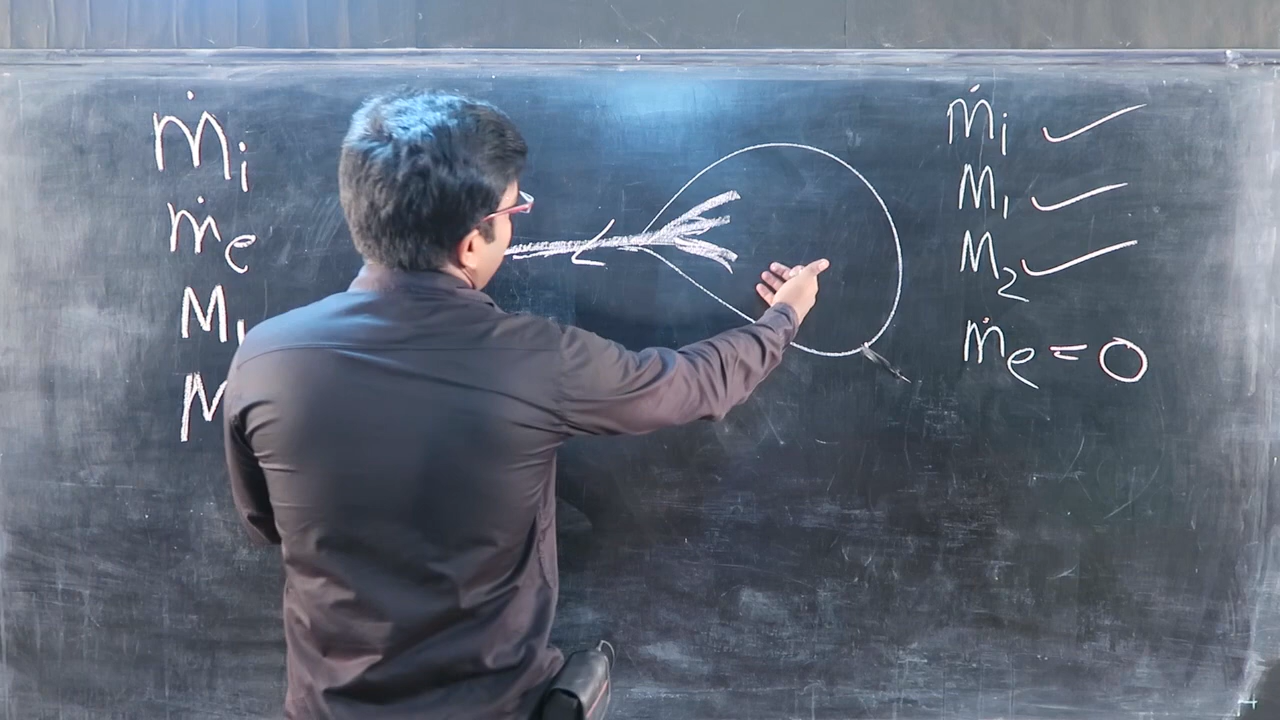 ṁi
ṁe
M1
M
ṁi ✓
M1 ✓
M2 ✓
ṁe = 0